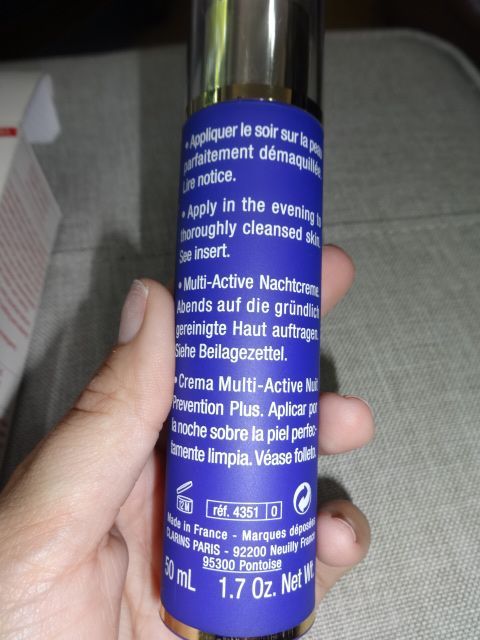 • Appliquer le soir sur la peau
parfaitement démaquillée.
Lire notice.
• Apply in the evening to
thoroughly cleansed skin.
See insert.
• Multi-Active Nachtcreme.
Abends auf die gründlich
gereinigte Haut auftragen.
Siehe Beilagezettel.
• Crema Multi-Active Nuit
Prevention Plus. Aplicar por
la noche sobre la piel perfec-
tamente limpia. Véase folleto.
12M
réf. 4351 0
Made in France - Marques déposées
CLARINS PARIS - 92200 Neuilly France
95300 Pontoise
50 mL 1.7 Oz. Net Wt.